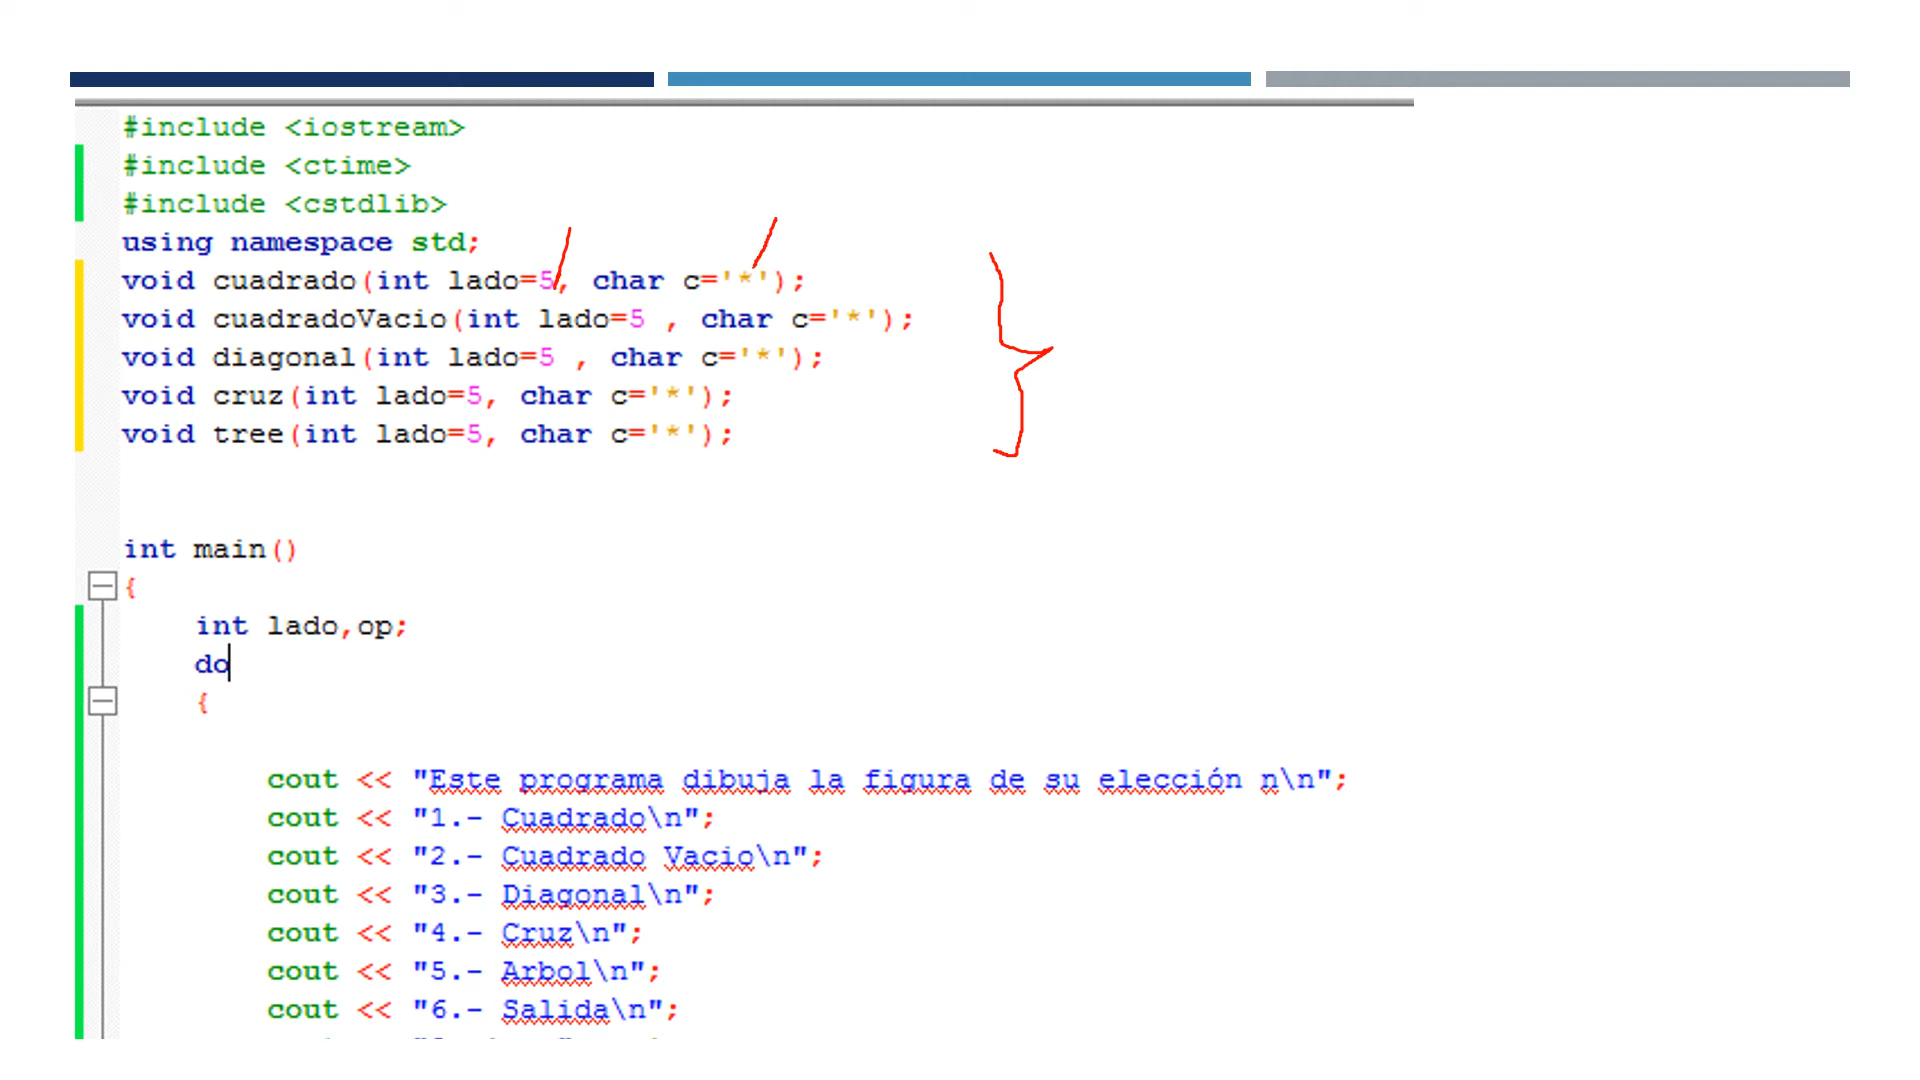 #include <iostream>
#include <ctime>
#include <cstdlib>
using namespace std;
void cuadrado(int lado=5, char c='*');
void cuadradoVacio(int lado=5 , char c='*');
void diagonal(int lado=5 , char c='*');
void cruz(int lado=5, char c='*');
void tree(int lado=5, char c='*');
int main()
{
int lado,op;
do
{
cout << "Este programa dibuja la figura de su elección n\n";
cout << "1.- Cuadrado\n";
cout << "2.- Cuadrado Vacio\n";
cout << "3.- Diagonal\n";
cout << "4.- Cruz\n";
cout << "5.- Arbol\n";
cout << "6.- Salida\n";